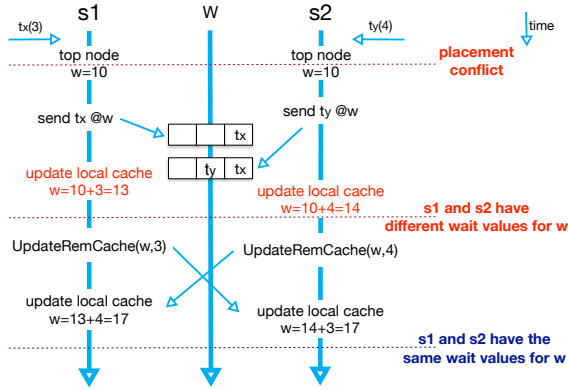 s1
w
s2
tx(3)
ty(4)
time
top node
w=10
top node
w=10
placement
conflict
send tx @w
send ty @w
tx
ty
tx
update local cache
w=10+3=13
update local cache
w=10+4=14
s1 and s2 have
different wait values for w
UpdateRemCache(w,3)
UpdateRemCache(w,4)
update local cache
w=13+4=17
update local cache
w=14+3=17
s1 and s2 have the
same wait values for w